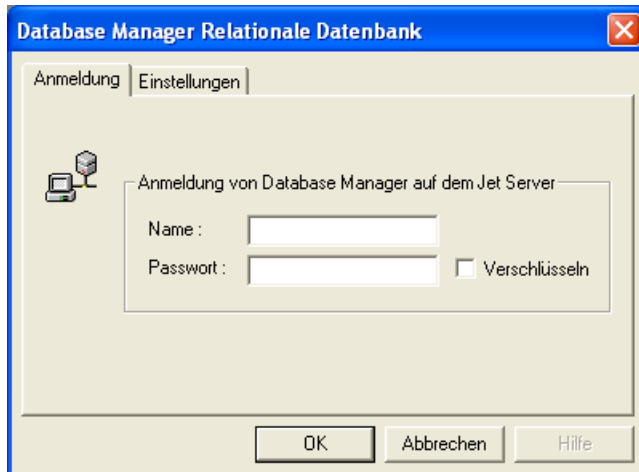 Database Manager Relationale Datenbank
Anmeldung Einstellungen
Anmeldung von Database Manager auf dem Jet Server
Name :
Passwort : Verschlüsseln
OK Abbrechen Hilfe